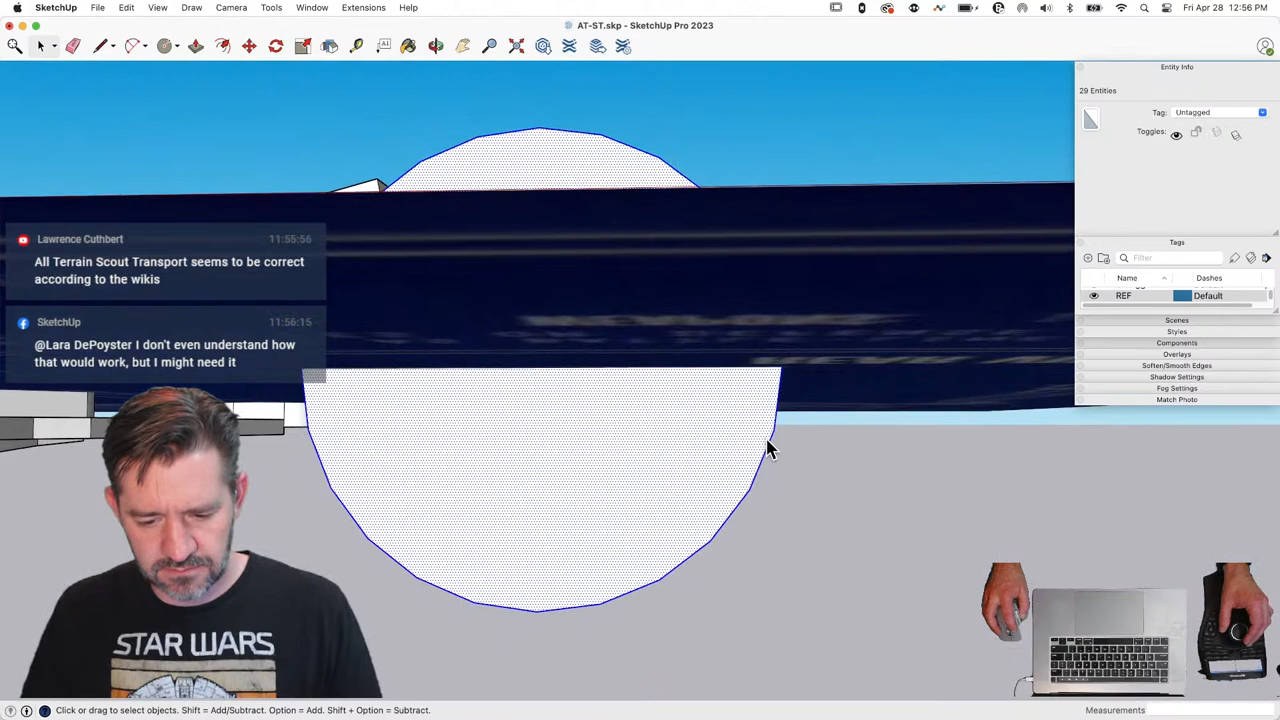 SketchUp File Edit View Draw Camera Tools Window Extensions Help
Fri Apr 28 12:56 PM
AT-ST.skp - SketchUp Pro 2023
Entity Info
29 Entities
Tag: Untagged
Toggles:
Tags
Filter
Name Dashes
REF Default
Scenes
Styles
Components
Overlays
Soften/Smooth Edges
Shadow Settings
Fog Settings
Match Photo
Lawrence Cuthbert 11:55:56
All Terrain Scout Transport seems to be correct
according to the wikis
SketchUp 11:56:15
@Lara DePoyster I don't even understand how
that would work, but I might need it
STAR WARS
Click or drag to select objects. Shift = Add/Subtract. Option = Add. Shift + Option = Subtract.
Measurements